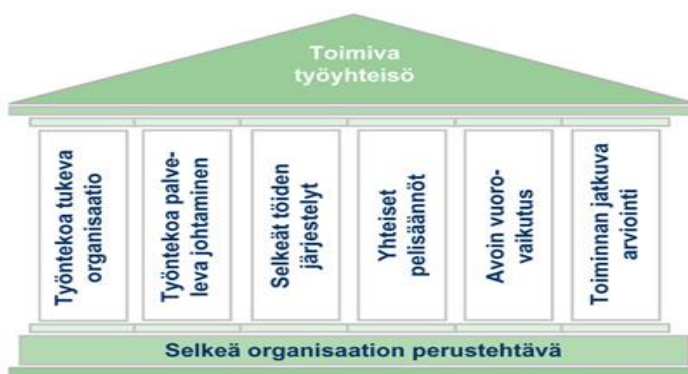 Toimiva
työyhteisö
Työntekoa tukeva
organisaatio
Työntekoa palve-
leva johtaminen
Selkeät töiden
järjestelyt
Yhteiset
pelisäännöt
Avoin vuoro-
vaikutus
Toiminnan jatkuva
arviointi
Selkeä organisaation perustehtävä